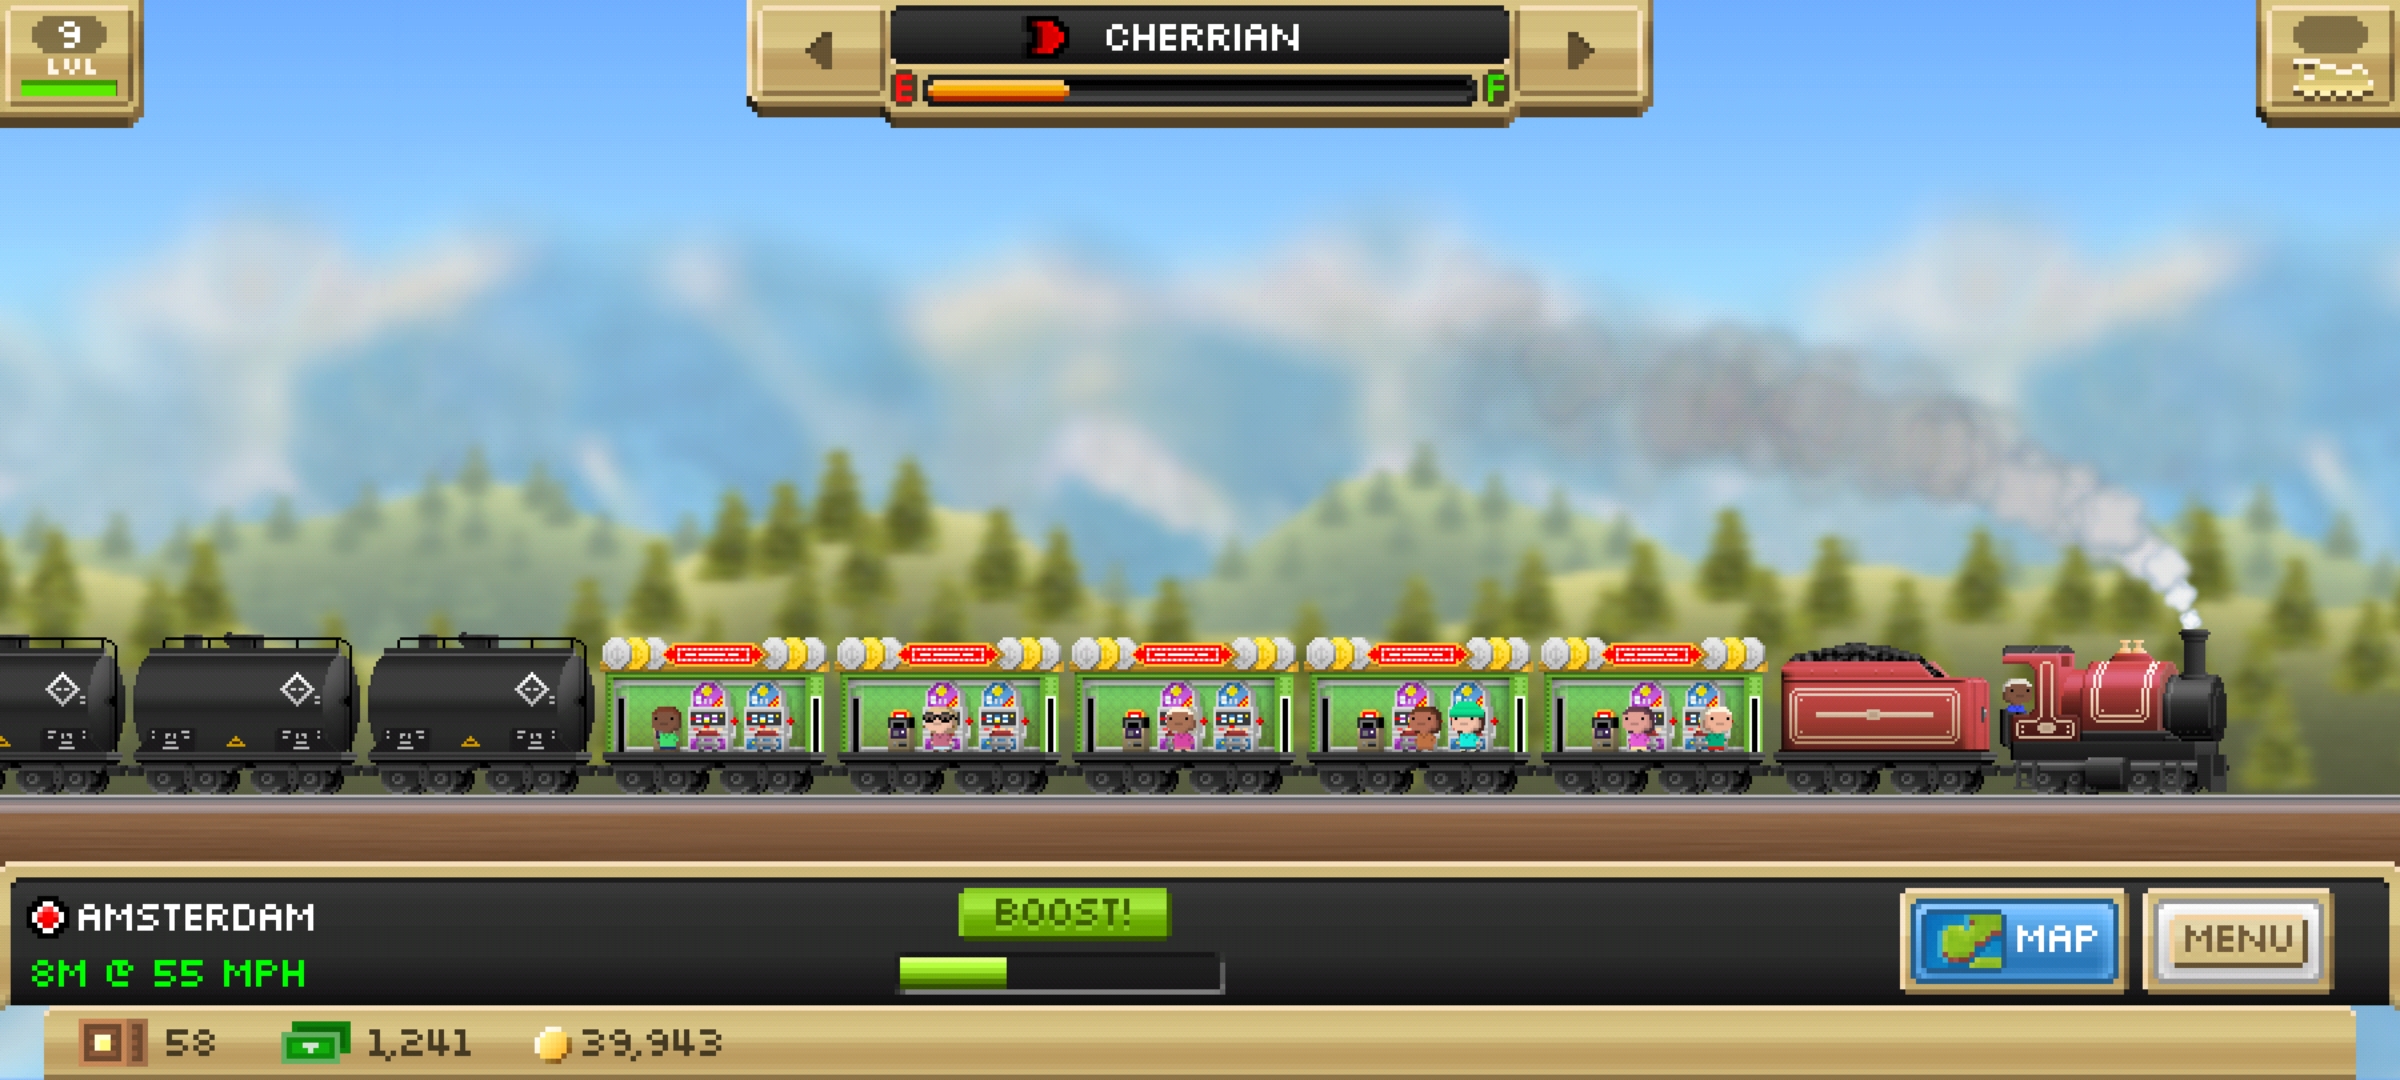 9
LVL
CHERRIAN
E
F
AMSTERDAM
8M @ 55 MPH
BOOST!
MAP
MENU
58
1,241
39,943